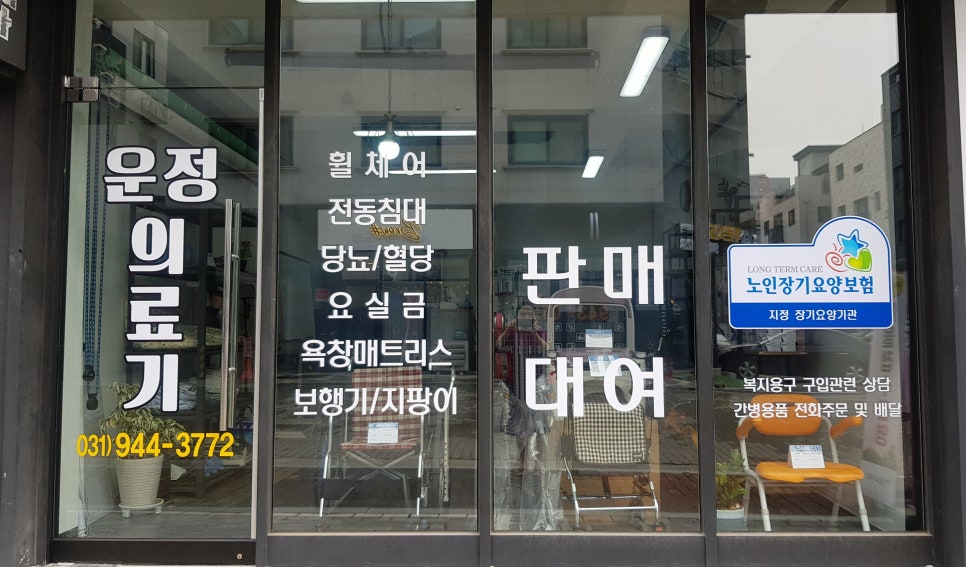 운정
의
료
기
031) 944-3772
휠체어
전동침대
당뇨/혈당
요실금
욕창매트리스
보행기/지팡이
판매
대여
LONG TERM CARE
노인장기요양보험
지정 장기요양기관
복지용구 구입관련 상담
간병용품 전화주문 및 배달